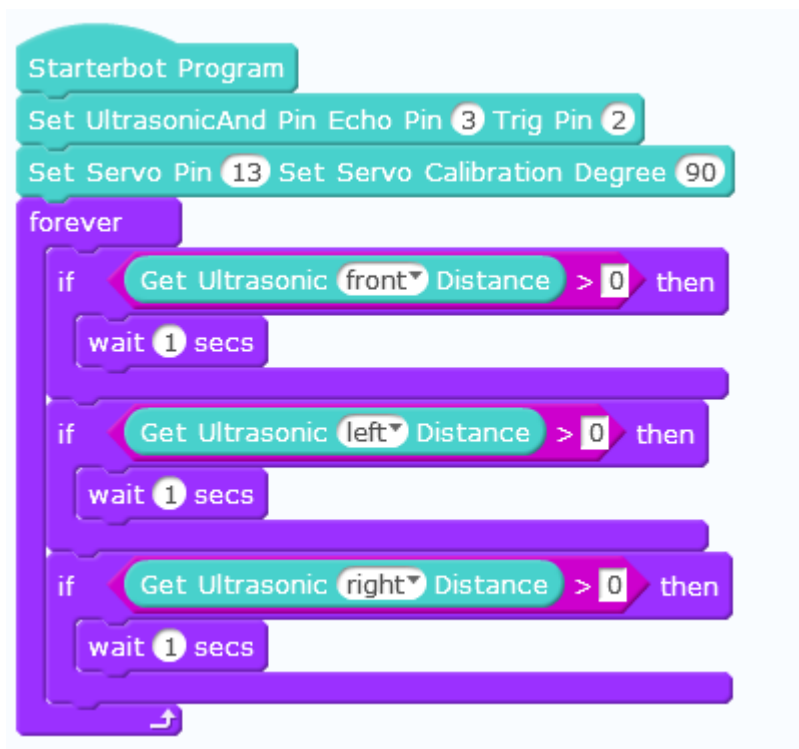 Starterbot Program
Set UltrasonicAnd Pin Echo Pin 3 Trig Pin 2
Set Servo Pin 13 Set Servo Calibration Degree 90
forever
if Get Ultrasonic front Distance > 0 then
wait 1 secs
if Get Ultrasonic left Distance > 0 then
wait 1 secs
if Get Ultrasonic right Distance > 0 then
wait 1 secs